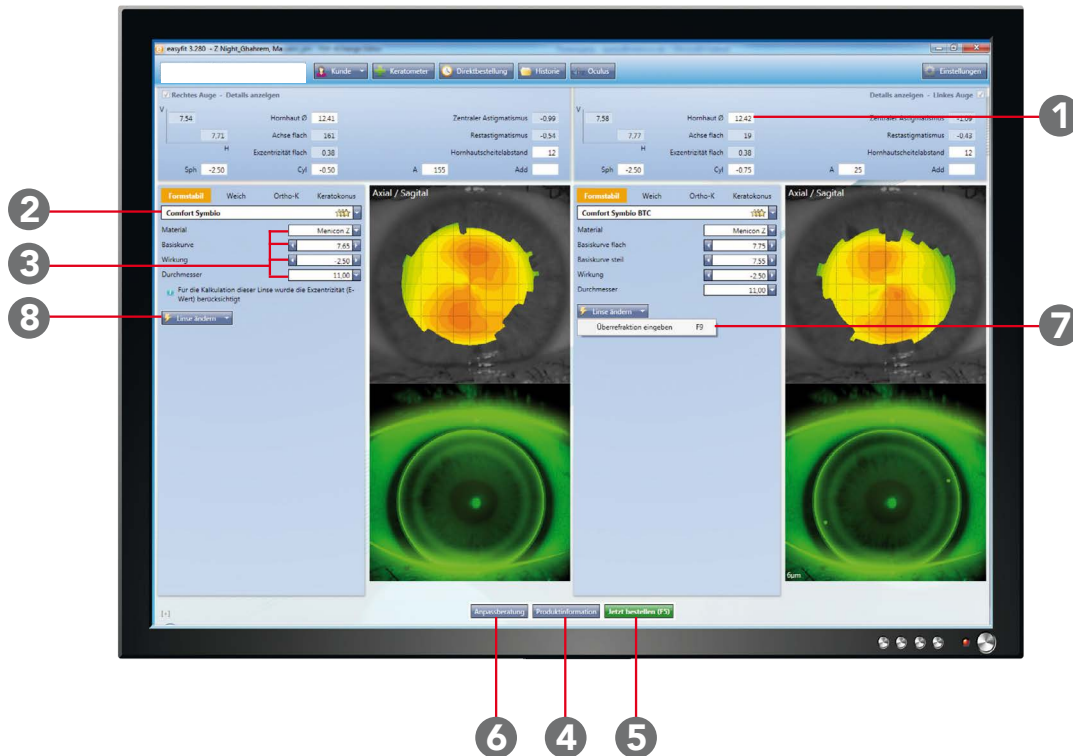 easyfit 3.280 - Z Night_Ghahrem, Ma
Kunde Keratometer Direktbestellung Historie Oculus Einstellungen
Rechtes Auge - Details anzeigen
V
7.54 Hornhaut Ø 12.41 Zentraler Astigmatismus -0.99
7.71 Achse flach 161 Restastigmatismus -0.54
H
Exzentrizität flach 0.38 Hornhautscheitelabstand 12
Sph -2.50 Cyl -0.50 A 155 Add
Details anzeigen - Linkes Auge
V
7.58 Hornhaut Ø 12.42 Zentraler Astigmatismus -1.09
7.77 Achse flach 19 Restastigmatismus -0.43
H
Exzentrizität flach 0.38 Hornhautscheitelabstand 12
Sph -2.50 Cyl -0.75 A 25 Add
1
2
3
8
Formstabil Weich Ortho-K Keratokonus
Comfort Symbio
Material Menicon Z
Basiskurve 7.65
Wirkung -2.50
Durchmesser 11,00
Für die Kalkulation dieser Linse wurde die Exzentrizität (E-
Wert) berücksichtigt
Linse ändern
Axial / Sagital
Formstabil Weich Ortho-K Keratokonus
Comfort Symbio BTC
Material Menicon Z
Basiskurve flach 7.75
Basiskurve steil 7.55
Wirkung -2.50
Durchmesser 11,00
Linse ändern
Überrefraktion eingeben F9
7
Axial / Sagital
6µm
[+]
Anpassberatung Produktinformation Jetzt bestellen (F5)
6 4 5